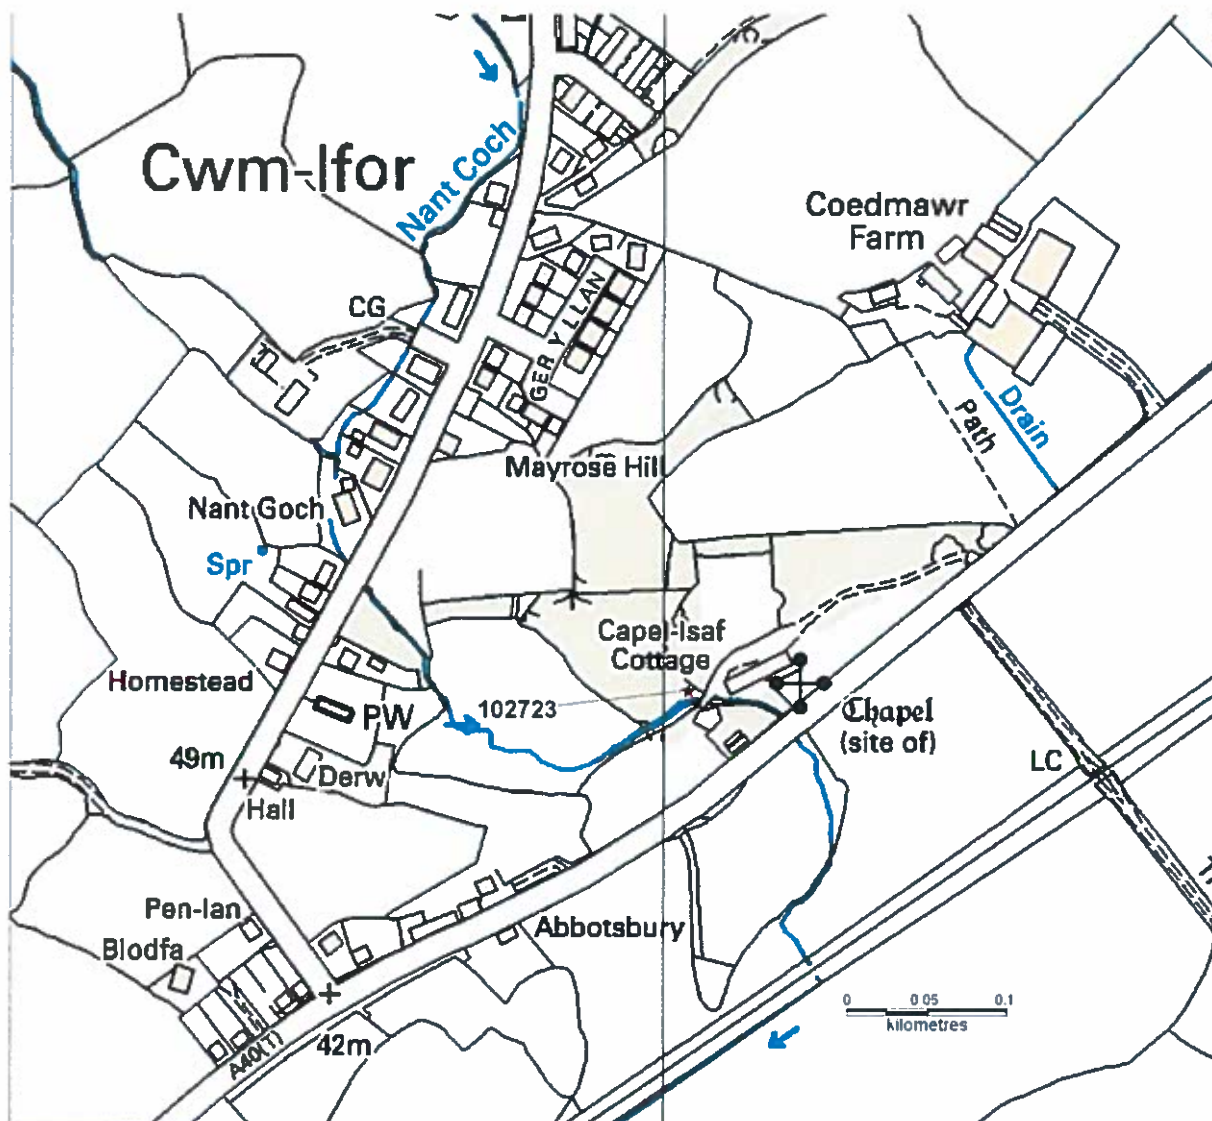 Cwm-Ifor
Nant Coch
Coedmawr
Farm
CG
GER Y LLAN
Drain
Path
Mayrose Hill
Nant Goch
Spr
Capel-Isaf
Cottage
Homestead
102723
PW
Chapel
(site of)
49m
Derw
LC
Hall
Pen-lan
Abbotsbury
Blodfa
0 0.05 0.1
kilometres
42m
A40(T)